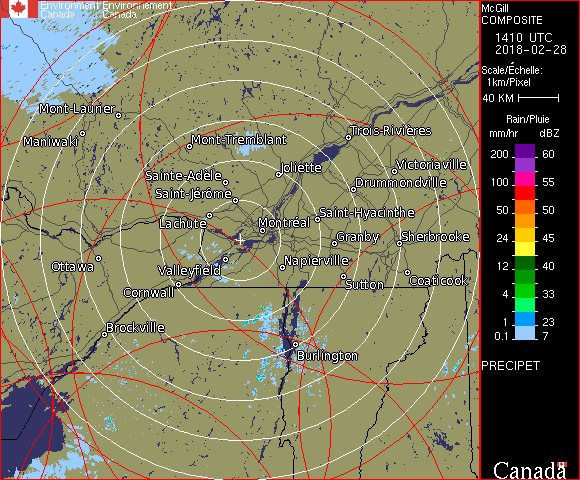 Environment Environnement
Canada Canada
McGill
COMPOSITE
1410 UTC
2018-02-28
Scale/Échelle:
1km/Pixel
40 KM
Rain/Pluie
mm/hr dBZ
200 60
100 55
50 50
24 45
12 40
4 33
1 23
0.1 7
PRECIPET
Canada
Mont-Laurier
Maniwaki
Mont-Tremblant
Trois-Rivières
Sainte-Adèle
Joliette
Victoriaville
Saint-Jérôme
Drummondville
Lachute
Montréal
Saint-Hyacinthe
Granby
Sherbrooke
Ottawa
Valleyfield
Napierville
Cornwall
Sutton
Coaticook
Brockville
Burlington